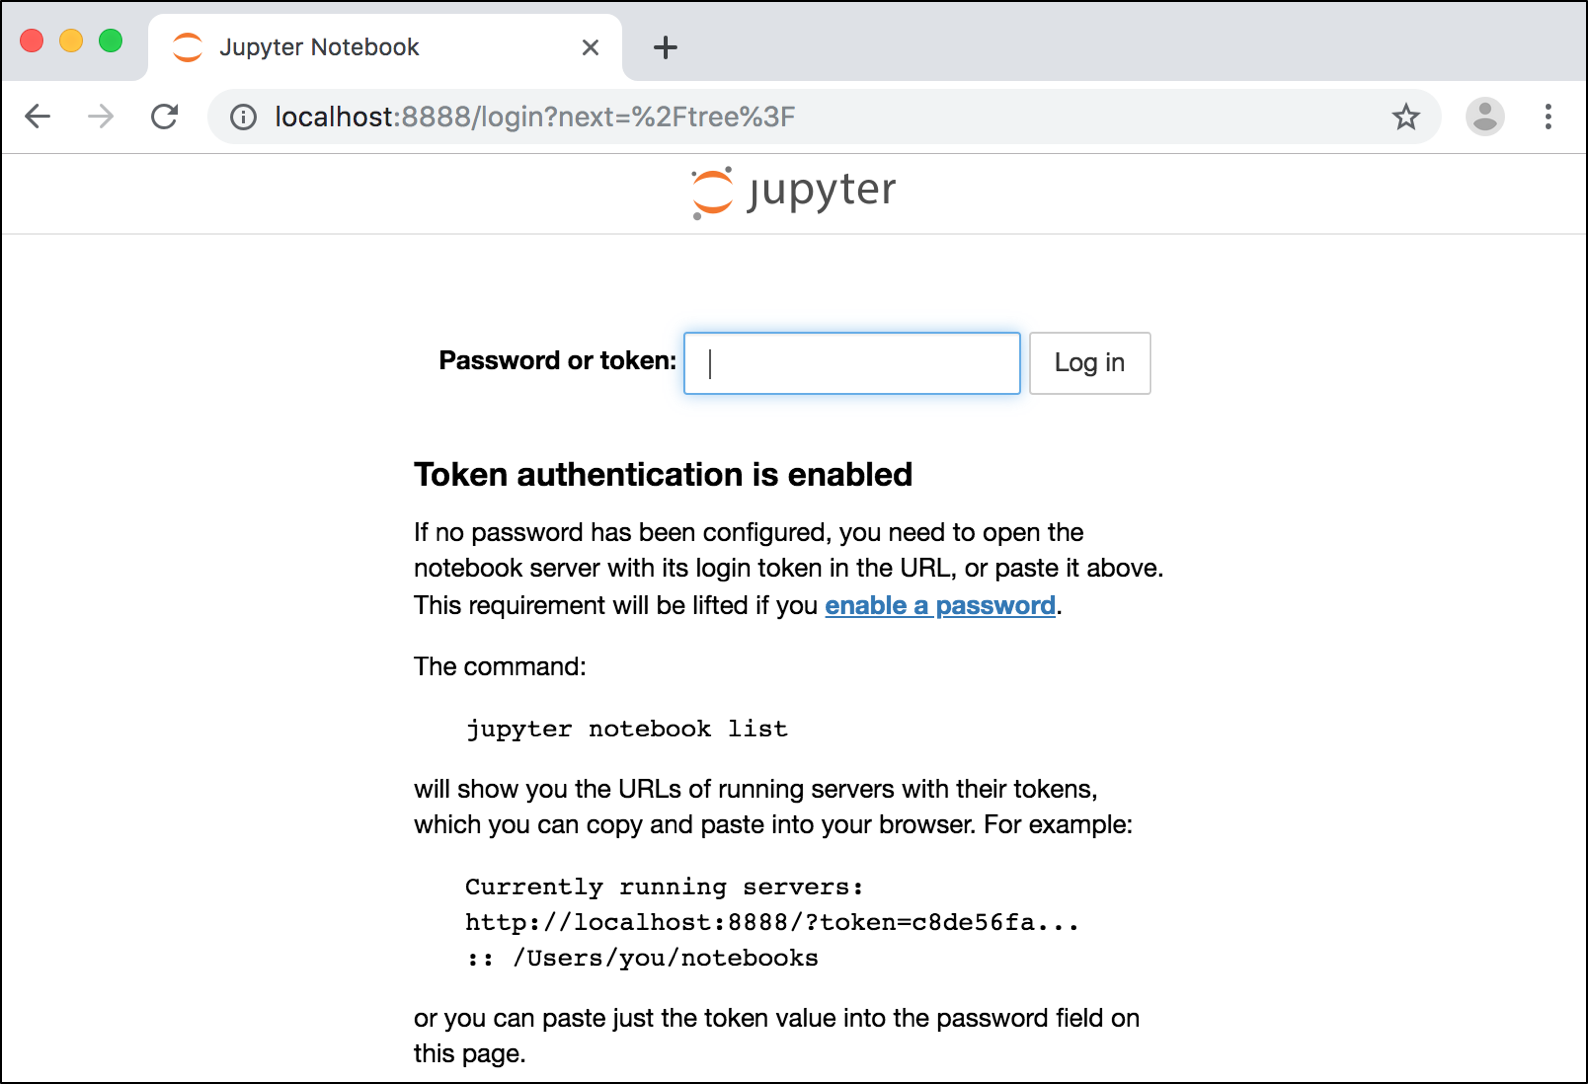 Jupyter Notebook
localhost:8888/login?next=%2Ftree%3F
jupyter
Password or token:
Log in
Token authentication is enabled
If no password has been configured, you need to open the
notebook server with its login token in the URL, or paste it above.
This requirement will be lifted if you enable a password.
The command:
jupyter notebook list
will show you the URLs of running servers with their tokens,
which you can copy and paste into your browser. For example:
Currently running servers:
http://localhost:8888/?token=c8de56fa...
:: /Users/you/notebooks
or you can paste just the token value into the password field on
this page.